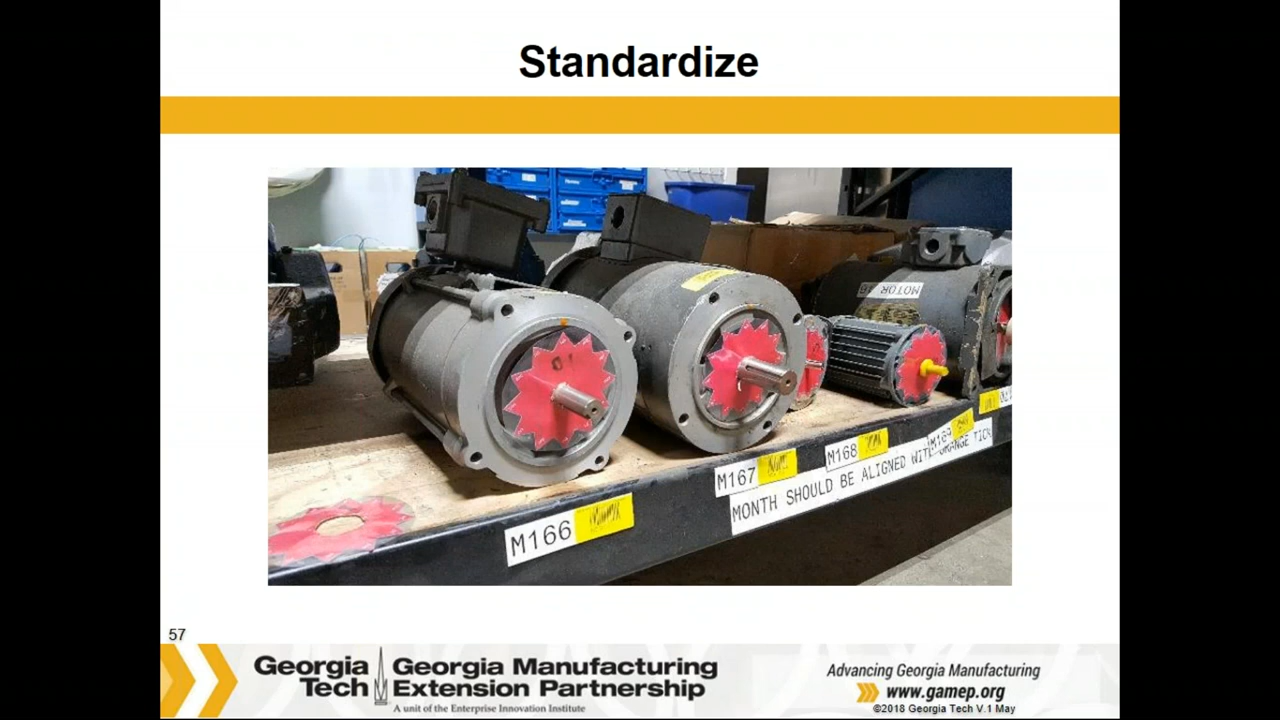 Standardize
MOTOR
M166
M167
M168
M169
MONTH SHOULD BE ALIGNED WITH ORANGE TICK
57
Georgia Tech
Georgia Manufacturing Extension Partnership
A unit of the Enterprise Innovation Institute
Advancing Georgia Manufacturing
www.gamep.org
©2018 Georgia Tech V.1 May